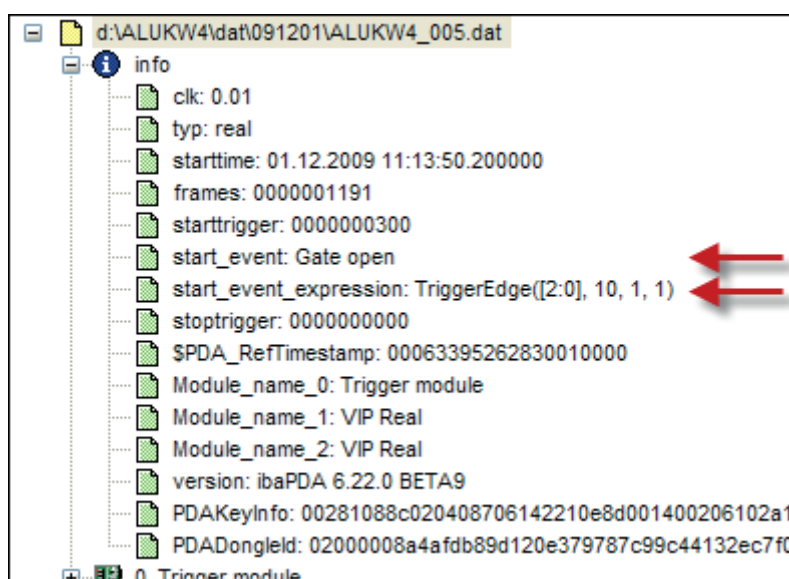 d:\ALUKW4\dat\091201\ALUKW4_005.dat
info
clk: 0.01
typ: real
starttime: 01.12.2009 11:13:50.200000
frames: 0000001191
starttrigger: 0000000300
start_event: Gate open
start_event_expression: TriggerEdge([2:0], 10, 1, 1)
stoptrigger: 0000000000
$PDA_RefTimestamp: 00063395262830010000
Module_name_0: Trigger module
Module_name_1: VIP Real
Module_name_2: VIP Real
version: ibaPDA 6.22.0 BETA9
PDAKeyInfo: 00281088c020408706142210e8d001400206102a1
PDADongleId: 02000008a4afdb89d120e379787c99c44132ec7f0
0. Trigger module